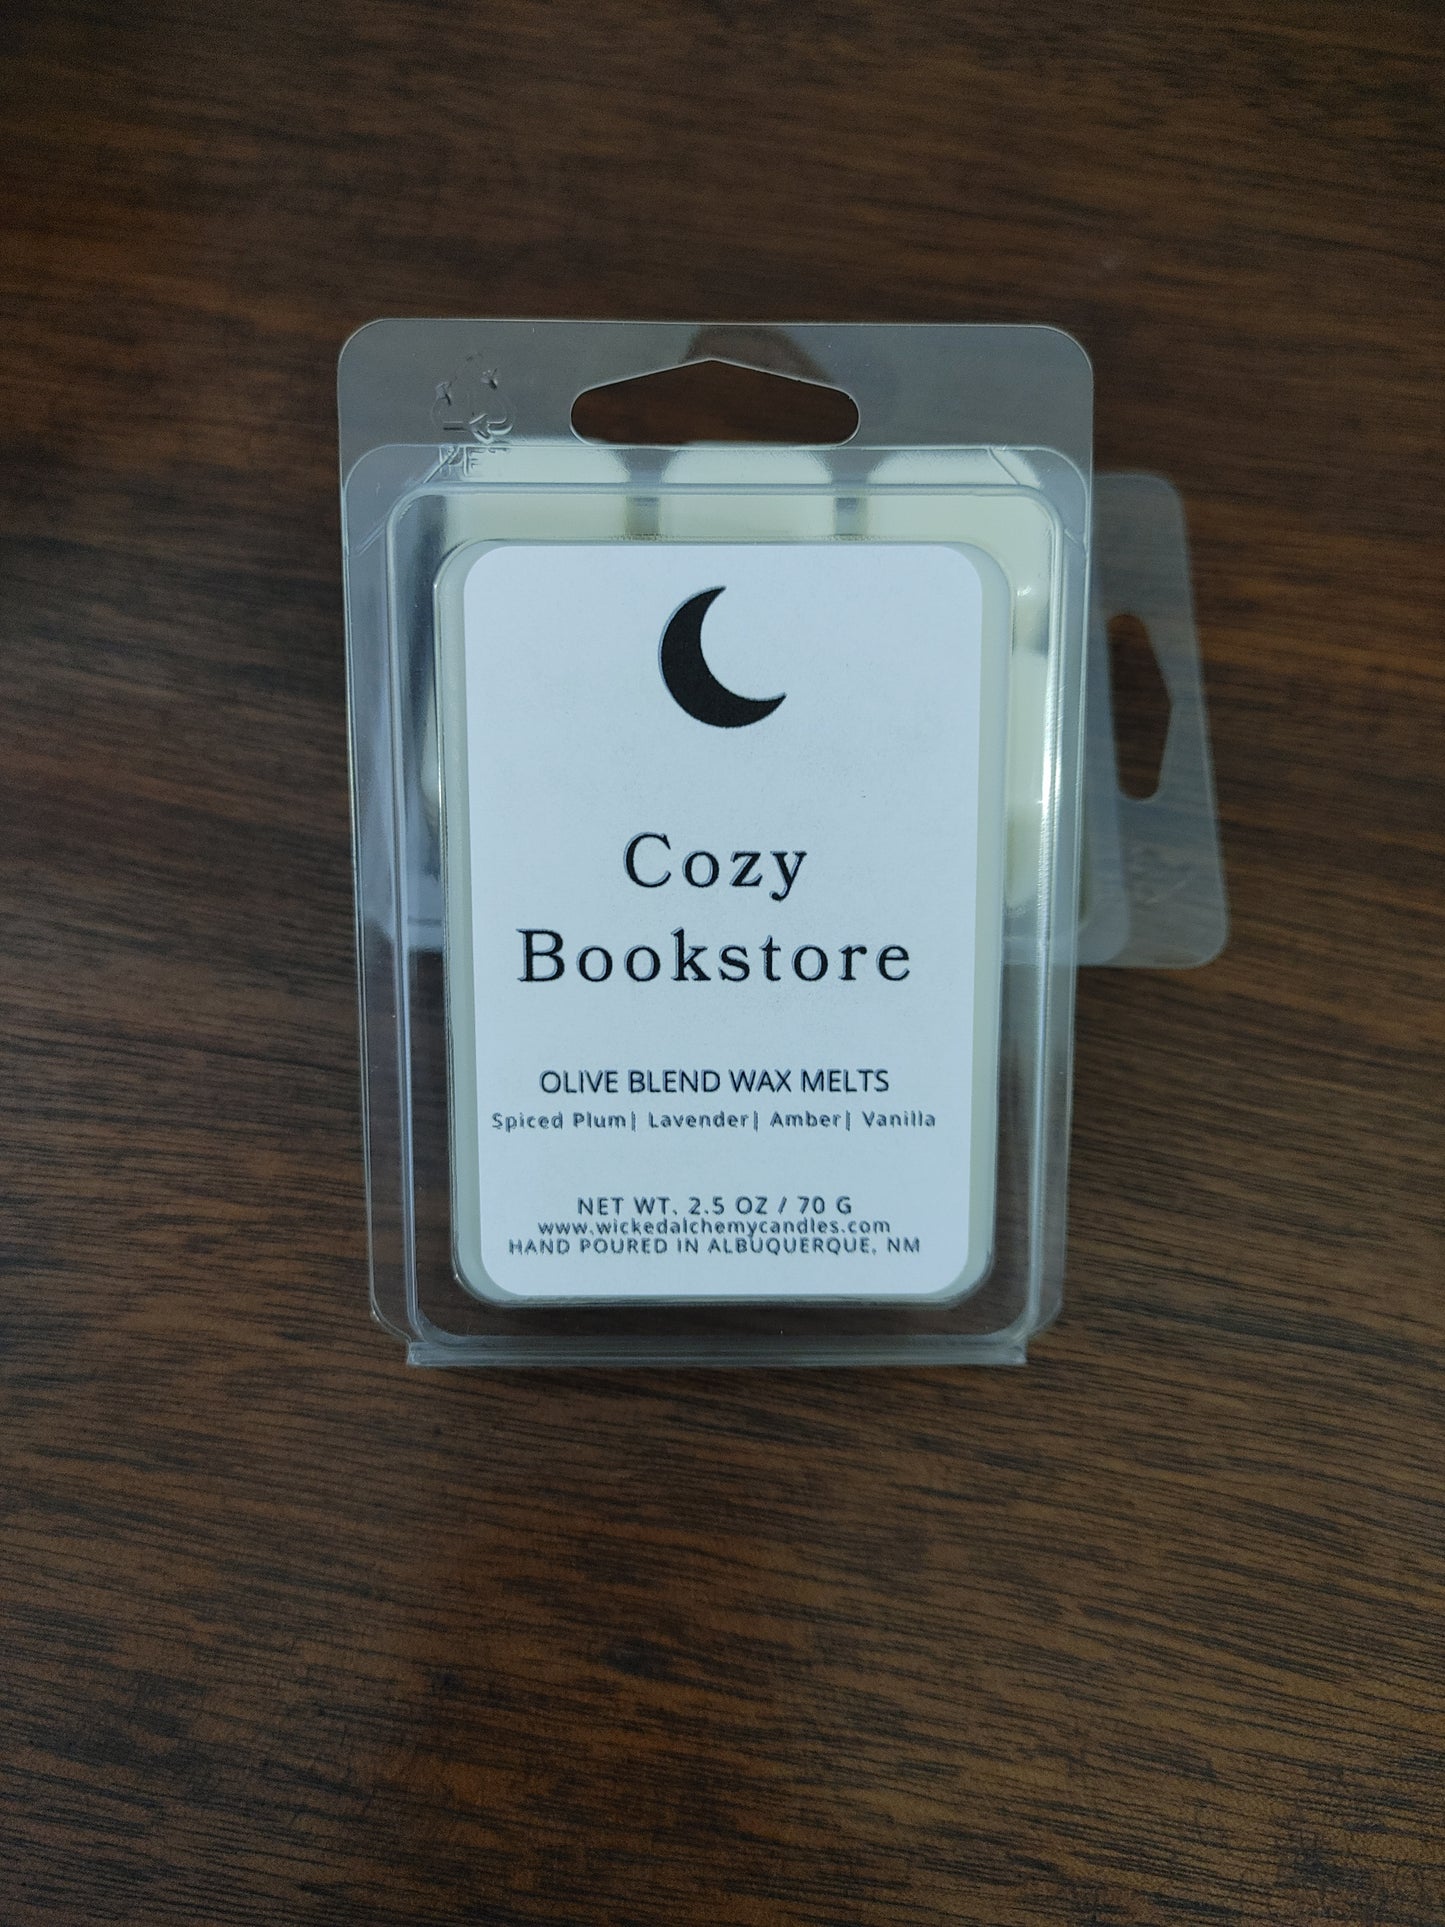 Cozy
Bookstore
OLIVE BLEND WAX MELTS
Spiced Plum| Lavender| Amber| Vanilla
NET WT. 2.5 OZ / 70 G
www.wickedalchemycandles.com
HAND POURED IN ALBUQUERQUE, NM